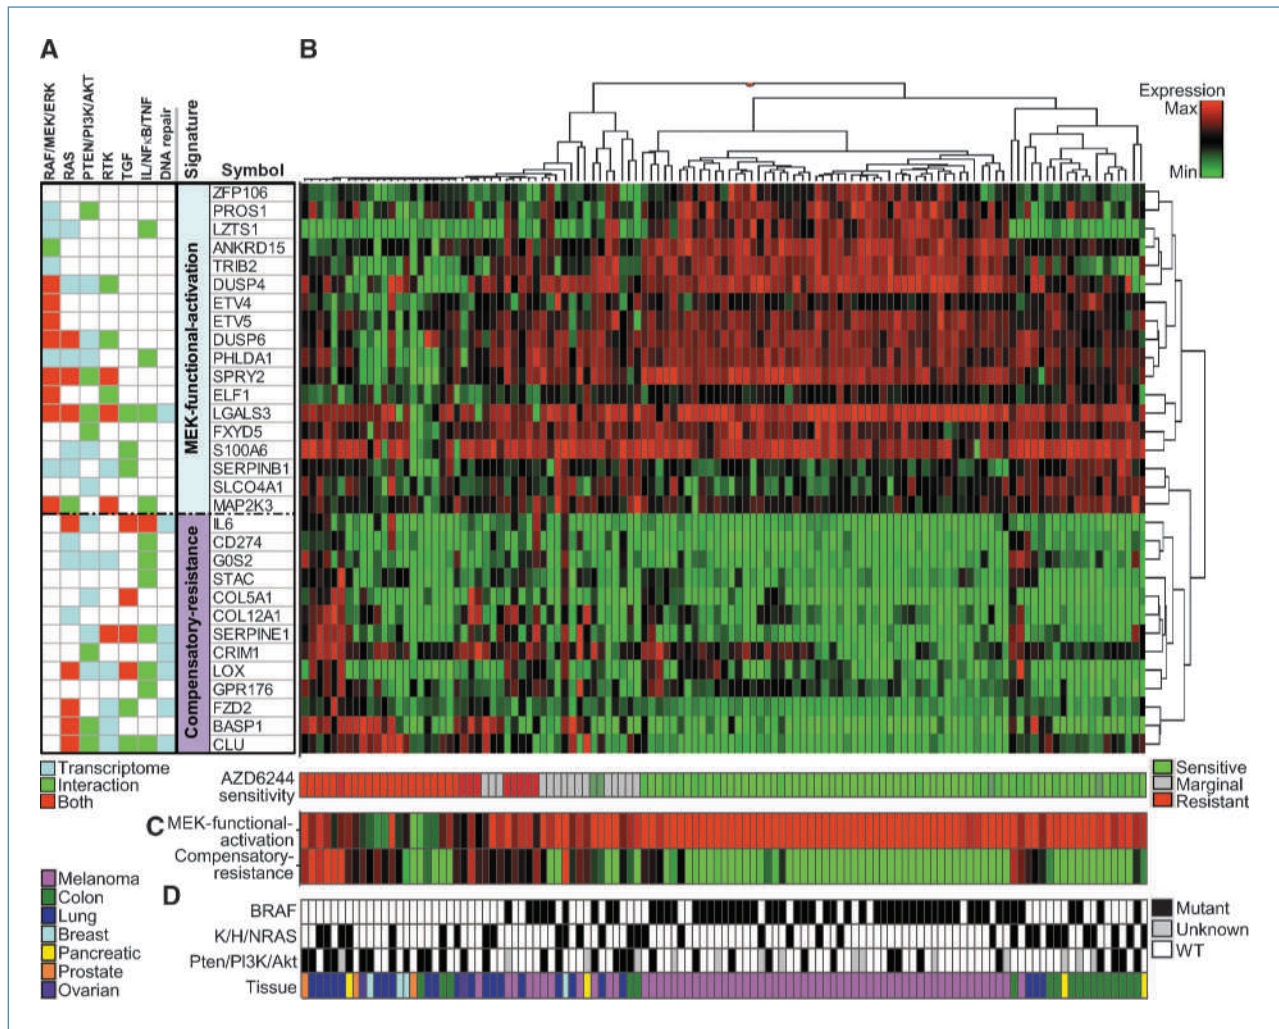 A
B
RAF/MEK/ERK
RAS
PTEN/PI3K/AKT
RTK
TGF
IL/NFκB/TNF
DNA repair
Signature
Symbol
Expression
Max
Min
MEK-functional-activation
ZFP106
PROS1
LZTS1
ANKRD15
TRIB2
DUSP4
ETV4
ETV5
DUSP6
PHLDA1
SPRY2
ELF1
LGALS3
FXYD5
S100A6
SERPINB1
SLCO4A1
MAP2K3
Compensatory-resistance
IL6
CD274
G0S2
STAC
COL5A1
COL12A1
SERPINE1
CRIM1
LOX
GPR176
FZD2
BASP1
CLU
Transcriptome
Interaction
Both
AZD6244
sensitivity
Sensitive
Marginal
Resistant
C
MEK-functional-
activation
Compensatory-
resistance
Melanoma
Colon
Lung
Breast
Pancreatic
Prostate
Ovarian
D
BRAF
K/H/NRAS
Pten/PI3K/Akt
Tissue
Mutant
Unknown
WT